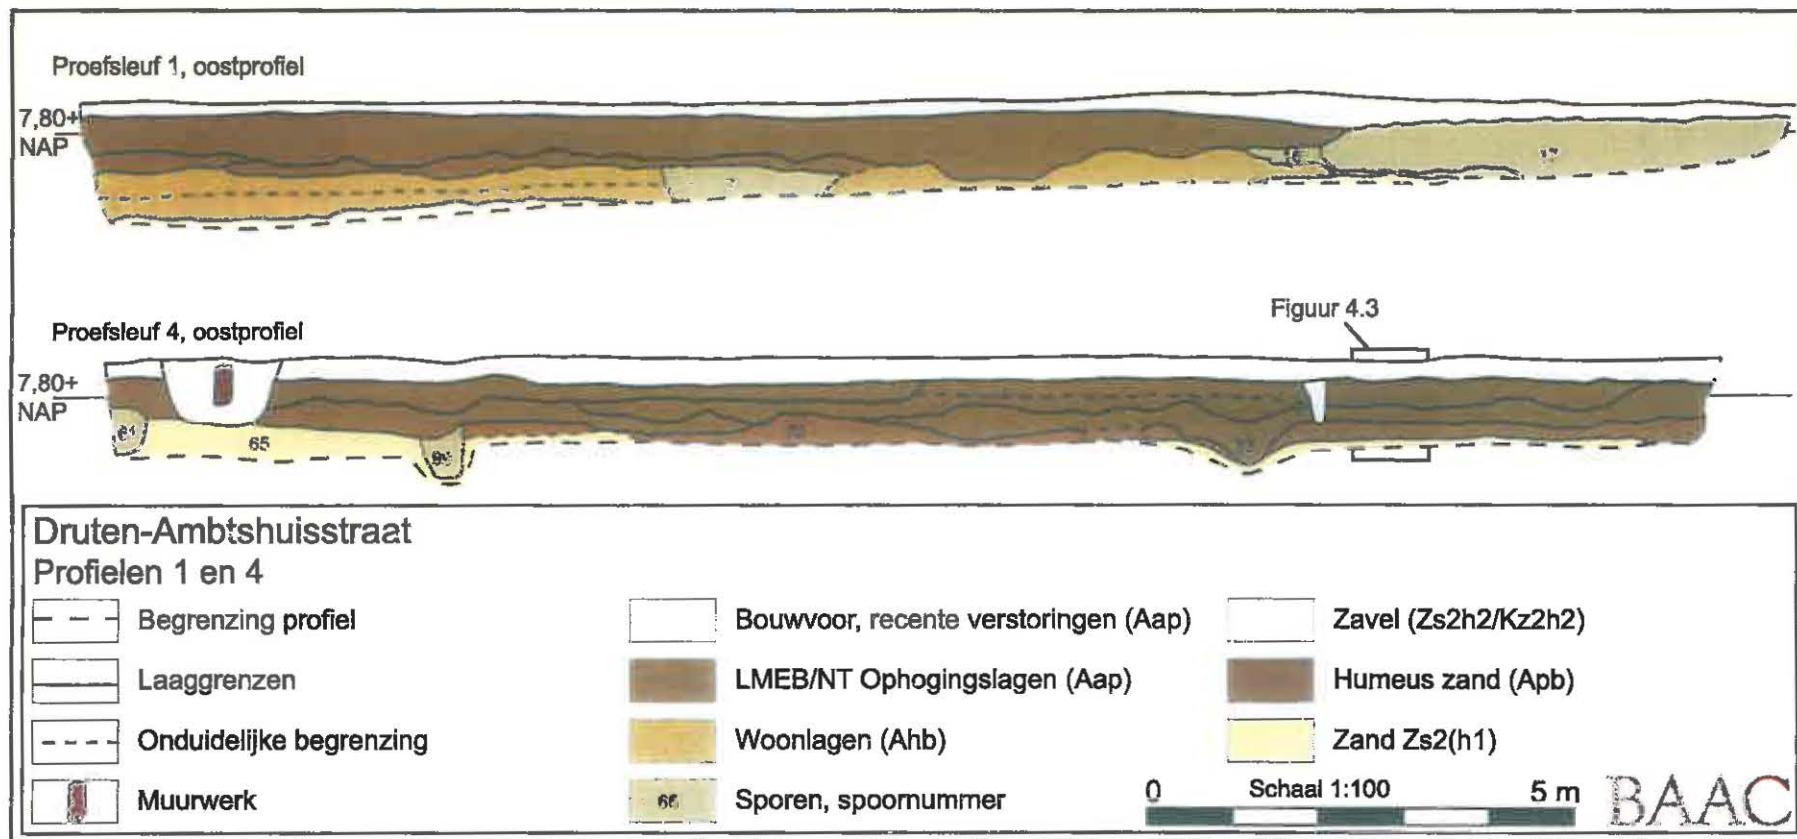 Proefsleuf 1, oostprofiel
7,80+
NAP
Proefsleuf 4, oostprofiel
Figuur 4.3
7,80+
NAP
65
Druten-Ambtshuisstraat
Profielen 1 en 4
Begrenzing profiel
Laaggrenzen
Onduidelijke begrenzing
Muurwerk
Bouwvoor, recente verstoringen (Aap)
LMEB/NT Ophogingslagen (Aap)
Woonlagen (Ahb)
66 Sporen, spoornummer
Zavel (Zs2h2/Kz2h2)
Humeus zand (Apb)
Zand Zs2(h1)
0 Schaal 1:100 5 m
BAAC